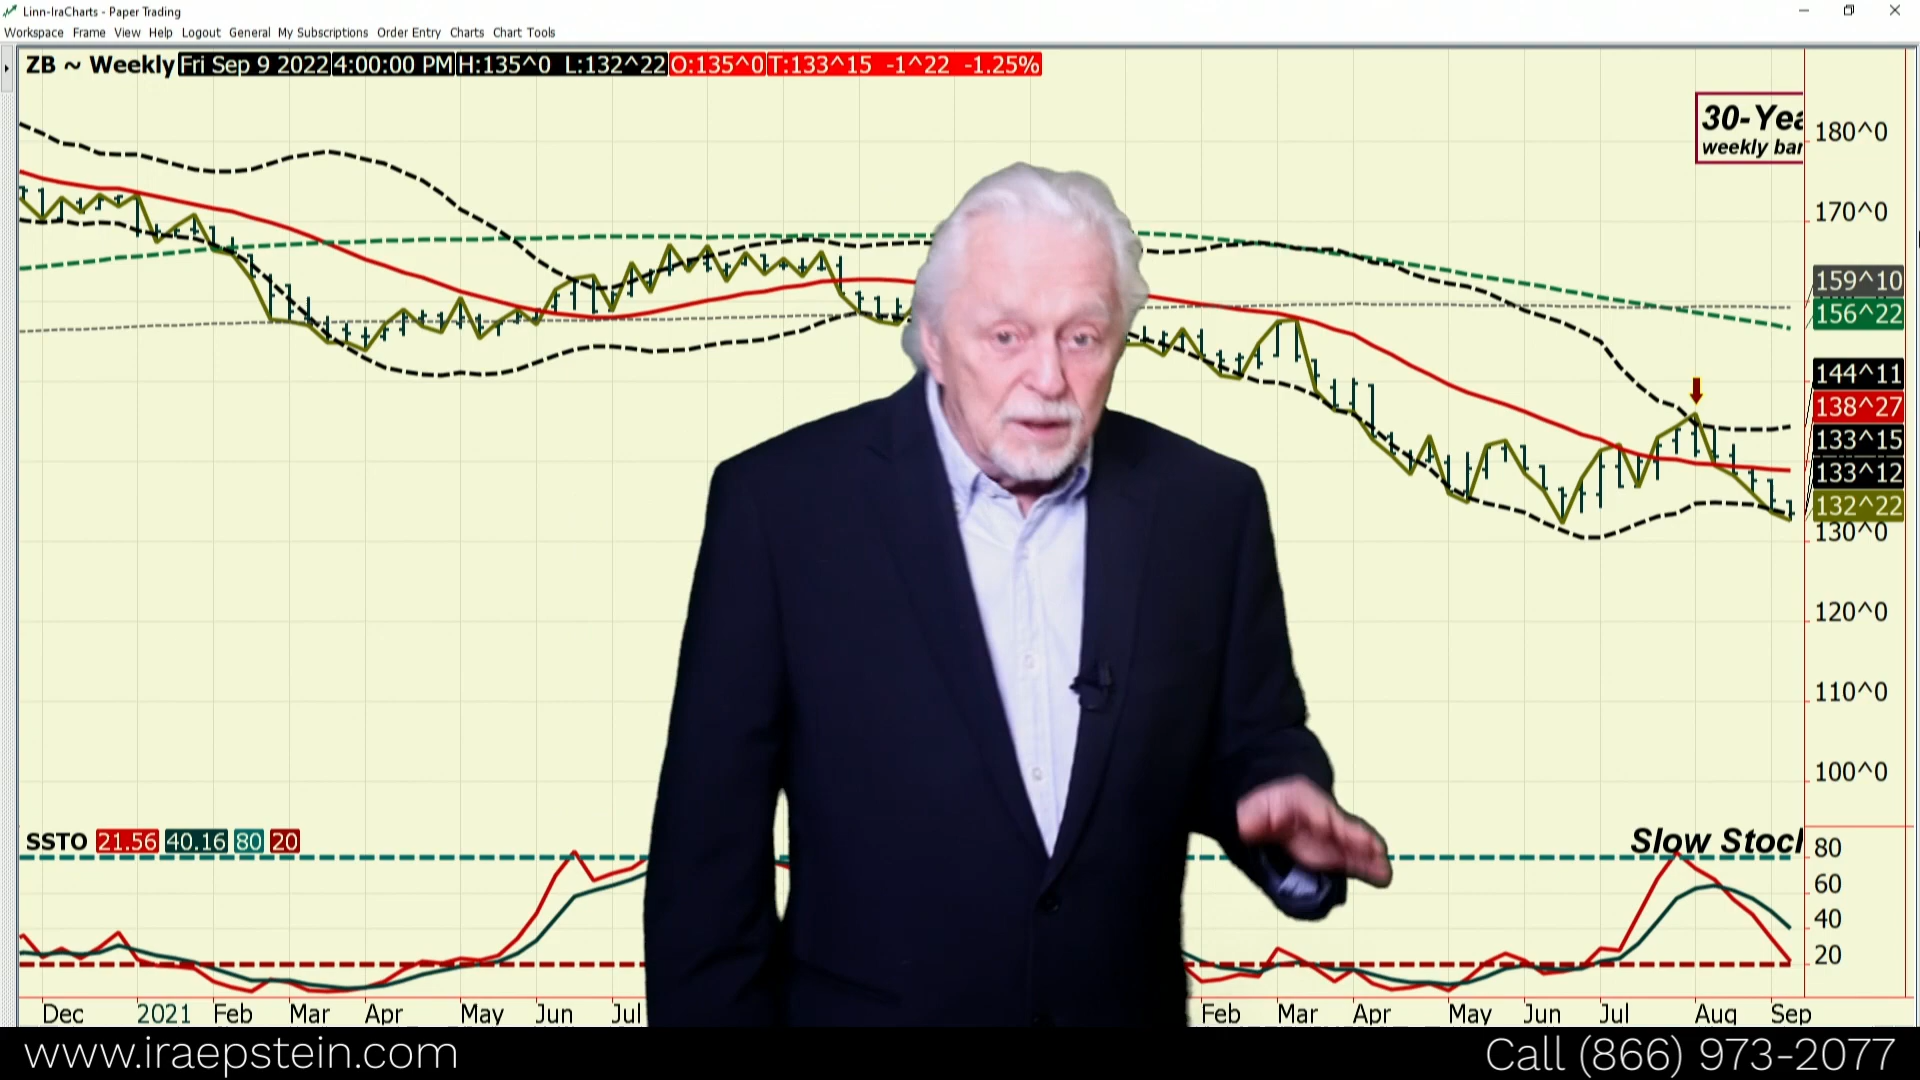 Linn-IraCharts - Paper Trading
Workspace Frame View Help Logout General My Subscriptions Order Entry Charts Chart Tools
ZB ~ Weekly Fri Sep 9 2022 4:00:00 PM H:135^0 L:132^22 O:135^0 T:133^15 -1^22 -1.25%
30-Yea
weekly bar
180^0
170^0
159^10
156^22
144^11
138^27
133^15
133^12
132^22
130^0
120^0
110^0
100^0
SSTO 21.56 40.16 80 20
Slow Stoch
80
60
40
20
Dec 2021 Feb Mar Apr May Jun Jul Feb Mar Apr May Jun Jul Aug Sep
www.iraepstein.com
Call (866) 973-2077